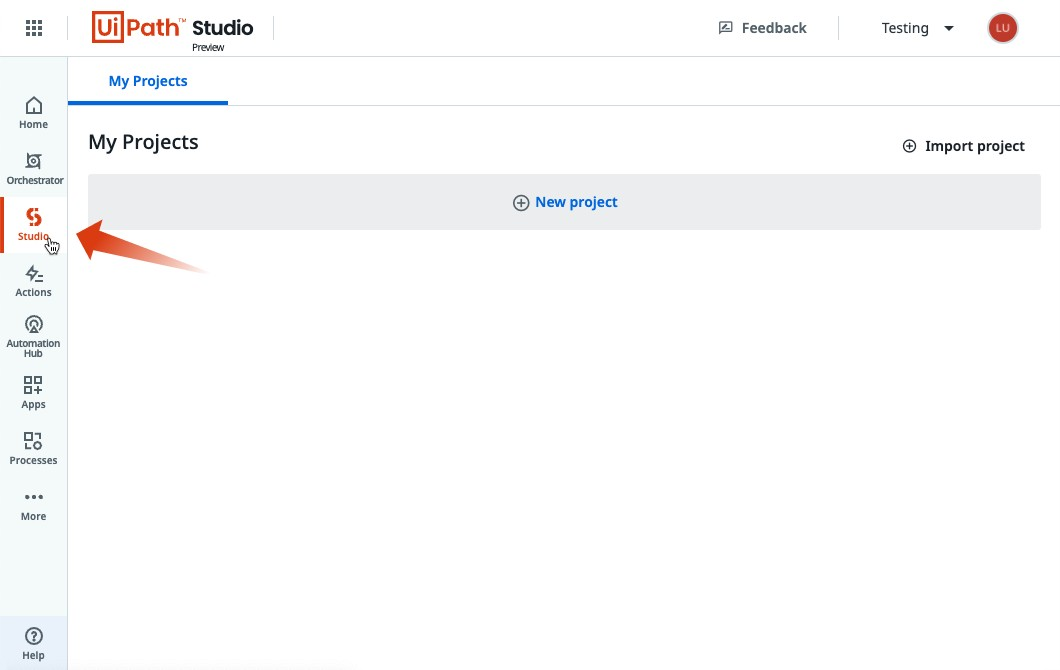 UiPath™ Studio
Preview
Feedback
Testing
LU
My Projects
Home
Orchestrator
Studio
Actions
Automation
Hub
Apps
Processes
More
Help
My Projects
Import project
New project